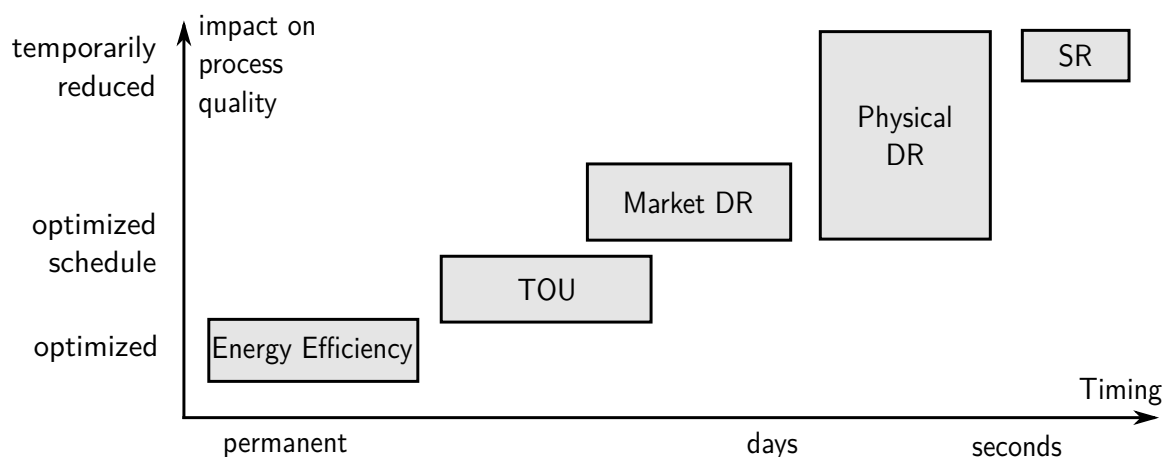 temporarily
reduced
impact on
process
quality
SR
Physical
DR
Market DR
optimized
schedule
TOU
optimized
Energy Efficiency
Timing
permanent
days
seconds